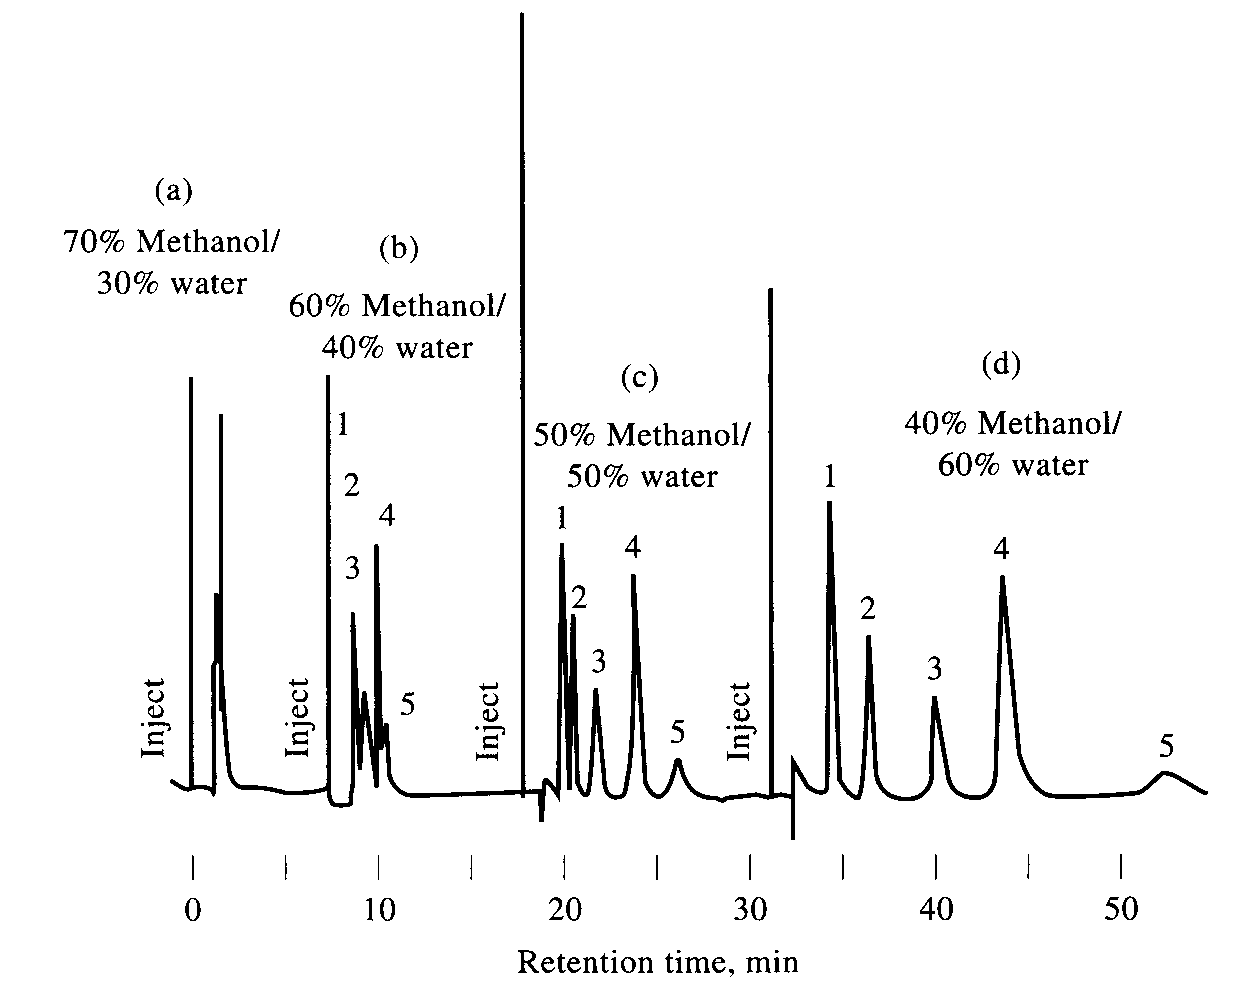 (a)
70% Methanol/
30% water
(b)
60% Methanol/
40% water
(c)
50% Methanol/
50% water
(d)
40% Methanol/
60% water
Inject
Inject
1
2
3
4
5
Inject
1
2
3
4
5
Inject
1
2
3
4
5
0 10 20 30 40 50
Retention time, min